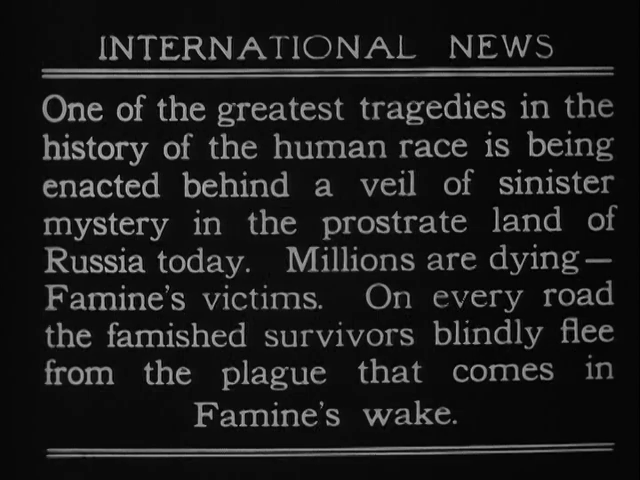 INTERNATIONAL NEWS
One of the greatest tragedies in the
history of the human race is being
enacted behind a veil of sinister
mystery in the prostrate land of
Russia today. Millions are dying—
Famine's victims. On every road
the famished survivors blindly flee
from the plague that comes in
Famine's wake.